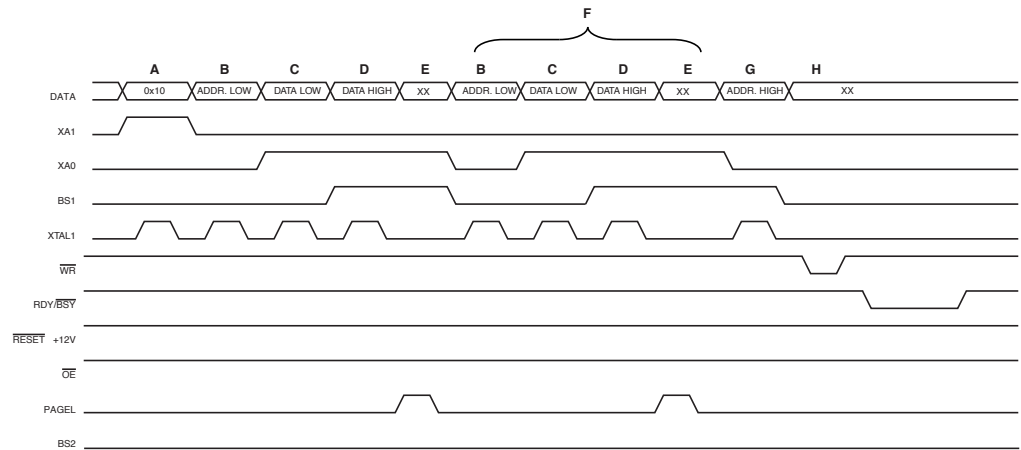 F
A B C D E B C D E G H
DATA 0x10 ADDR. LOW DATA LOW DATA HIGH XX ADDR. LOW DATA LOW DATA HIGH XX ADDR. HIGH XX
XA1
XA0
BS1
XTAL1
WR
RDY/BSY
RESET +12V
OE
PAGEL
BS2